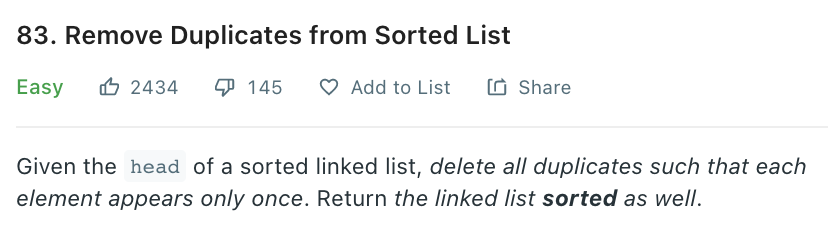 83. Remove Duplicates from Sorted List
Easy 2434 145 Add to List Share
Given the head of a sorted linked list, delete all duplicates such that each
element appears only once. Return the linked list sorted as well.